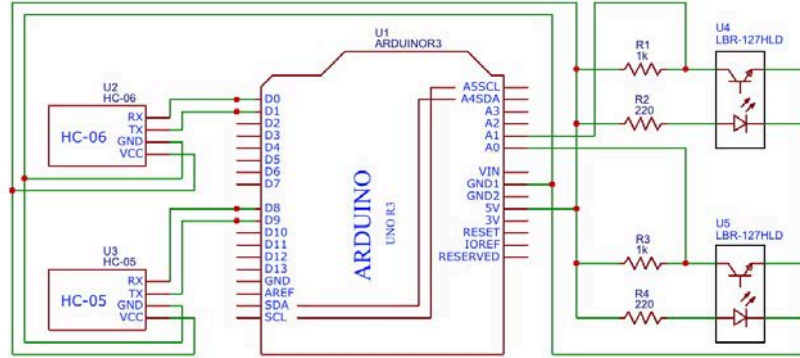 U1
ARDUINOR3
U2
HC-06
HC-06
RX
TX
GND
VCC
U3
HC-05
HC-05
RX
TX
GND
VCC
D0
D1
D2
D3
D4
D5
D6
D7
D8
D9
D10
D11
D12
D13
GND
AREF
SDA
SCL
ARDUINO
UNO R3
A5SCL
A4SDA
A3
A2
A1
A0
VIN
GND1
GND2
5V
3V
RESET
IOREF
RESERVED
R1
1k
R2
220
U4
LBR-127HLD
R3
1k
R4
220
U5
LBR-127HLD